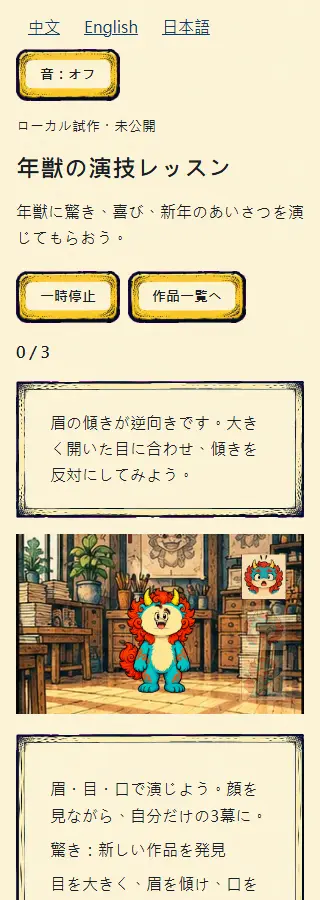 中文 English 日本語
音：オフ
ローカル試作・未公開
年獣の演技レッスン
年獣に驚き、喜び、新年のあいさつを演
じてもらおう。
一時停止 作品一覧へ
0 / 3
眉の傾きが逆向きです。大き
く開いた目に合わせ、傾きを
反対にしてみよう。
眉・目・口で演じよう。顔を
見ながら、自分だけの3幕に。
驚き：新しい作品を発見
目を大きく、眉を傾け、口を